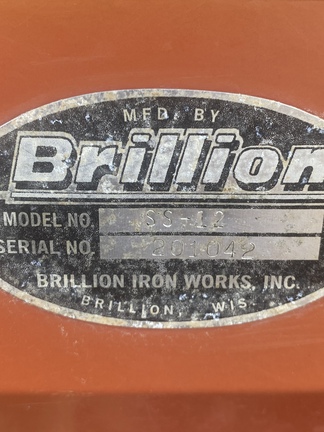 MFD. BY
Brillion
MODEL NO. SS-12
SERIAL NO. 201042
BRILLION IRON WORKS, INC.
BRILLION, WIS.